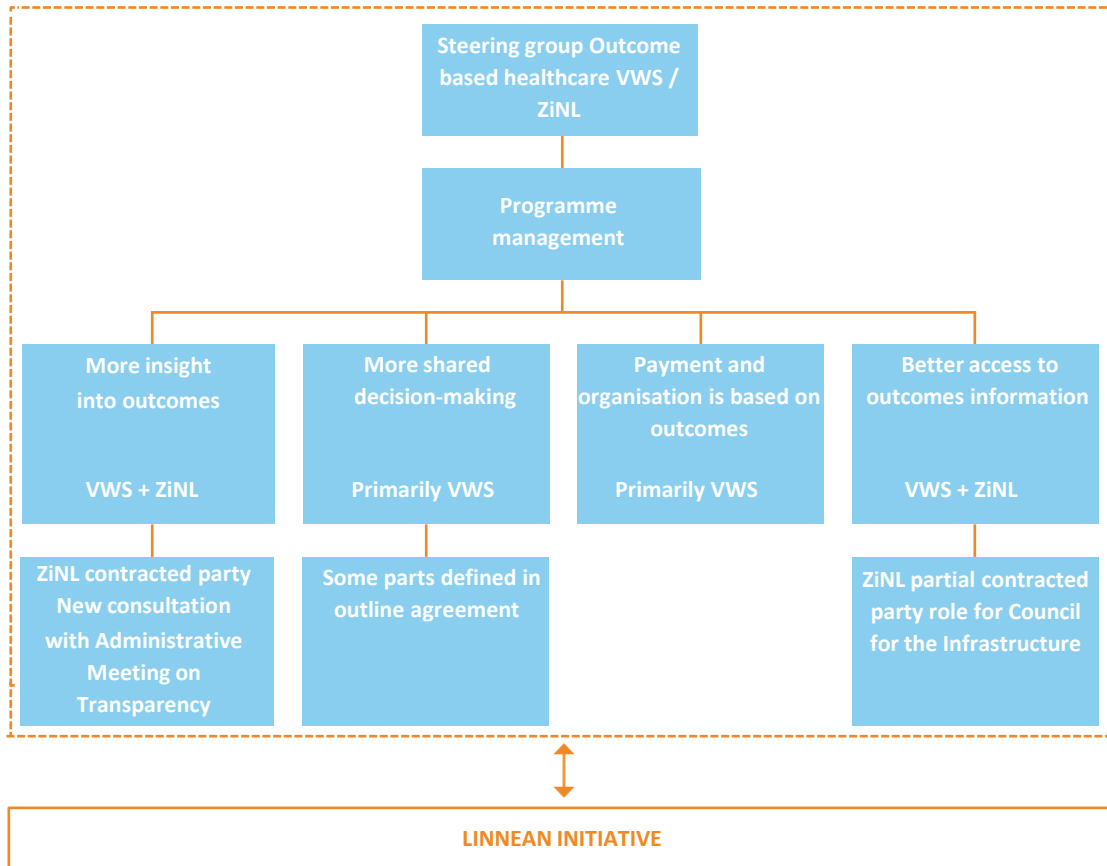 Steering group Outcome
based healthcare VWS /
ZiNL
Programme
management
More insight
into outcomes
VWS + ZiNL
More shared
decision-making
Primarily VWS
Payment and
organisation is based on
outcomes
Primarily VWS
Better access to
outcomes information
VWS + ZiNL
ZiNL contracted party
New consultation
with Administrative
Meeting on
Transparency
Some parts defined in
outline agreement
ZiNL partial contracted
party role for Council
for the Infrastructure
LINNEAN INITIATIVE